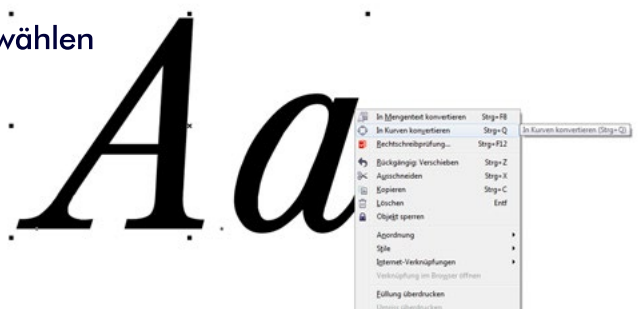 wählen
Aa
In Mengentext konvertieren Strg+F8
In Kurven konvertieren Strg+Q
In Kurven konvertieren (Strg+Q)
Rechtschreibprüfung... Strg+F12
Rückgängig: Verschieben Strg+Z
Ausschneiden Strg+X
Kopieren Strg+C
Löschen Entf
Objekt sperren
Anordnung
Stile
Internet-Verknüpfungen
Verknüpfung im Browser öffnen
Füllung überdrucken
Umriss überdrucken